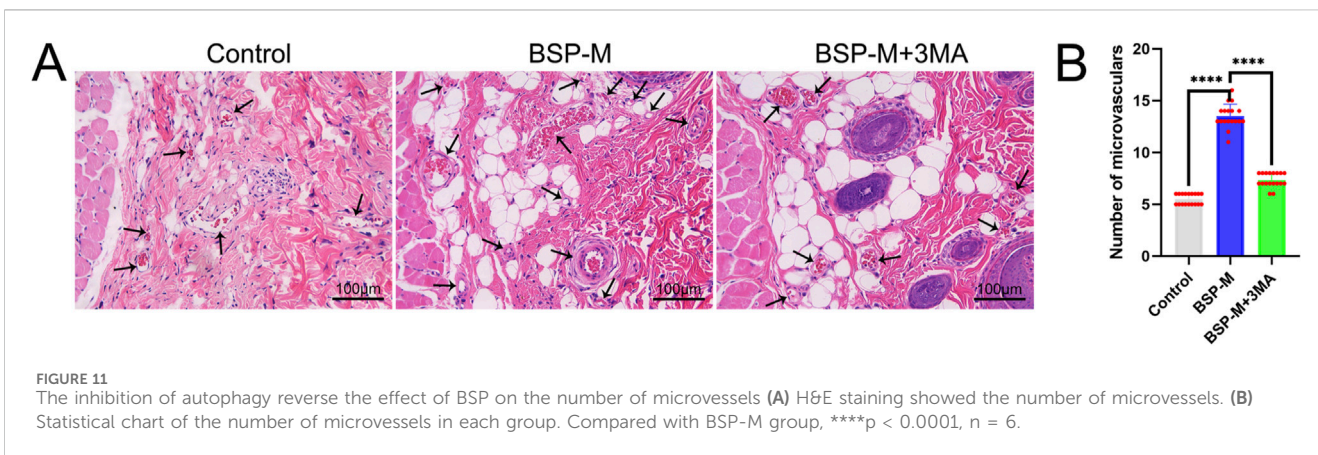 A
Control
BSP-M
BSP-M+3MA
100μm
100μm
100μm
B
Number of microvasculars
20
15
10
5
0
****
****
Control
BSP-M
BSP-M+3MA
FIGURE 11
The inhibition of autophagy reverse the effect of BSP on the number of microvessels (A) H&E staining showed the number of microvessels. (B)
Statistical chart of the number of microvessels in each group. Compared with BSP-M group, ****p < 0.0001, n = 6.